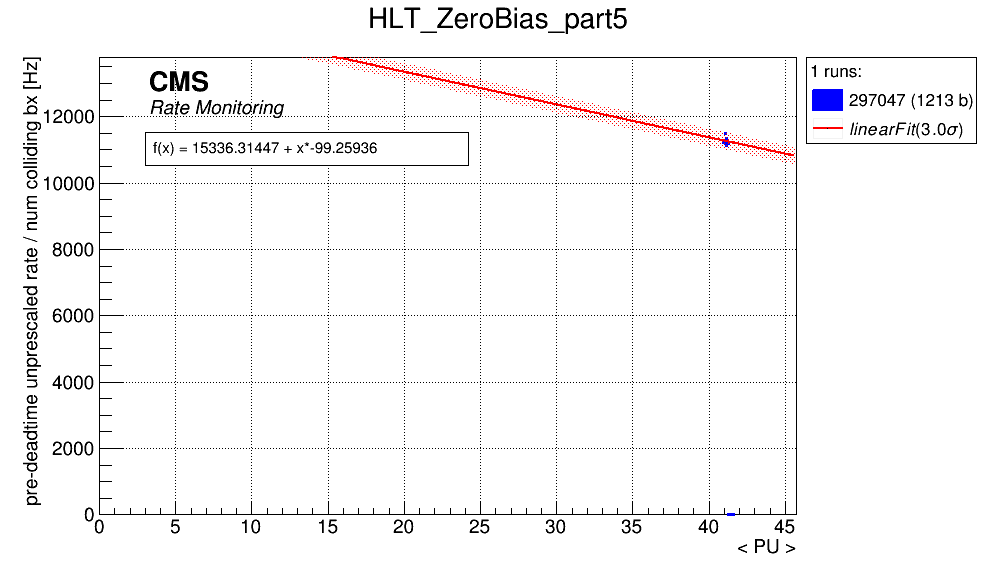 HLT_ZeroBias_part5
pre-deadtime unprescaled rate / num colliding bx [Hz]
CMS
Rate Monitoring
f(x) = 15336.31447 + x*-99.25936
12000
10000
8000
6000
4000
2000
0
0 5 10 15 20 25 30 35 40 45
< PU >
1 runs:
297047 (1213 b)
linearFit(3.0σ)